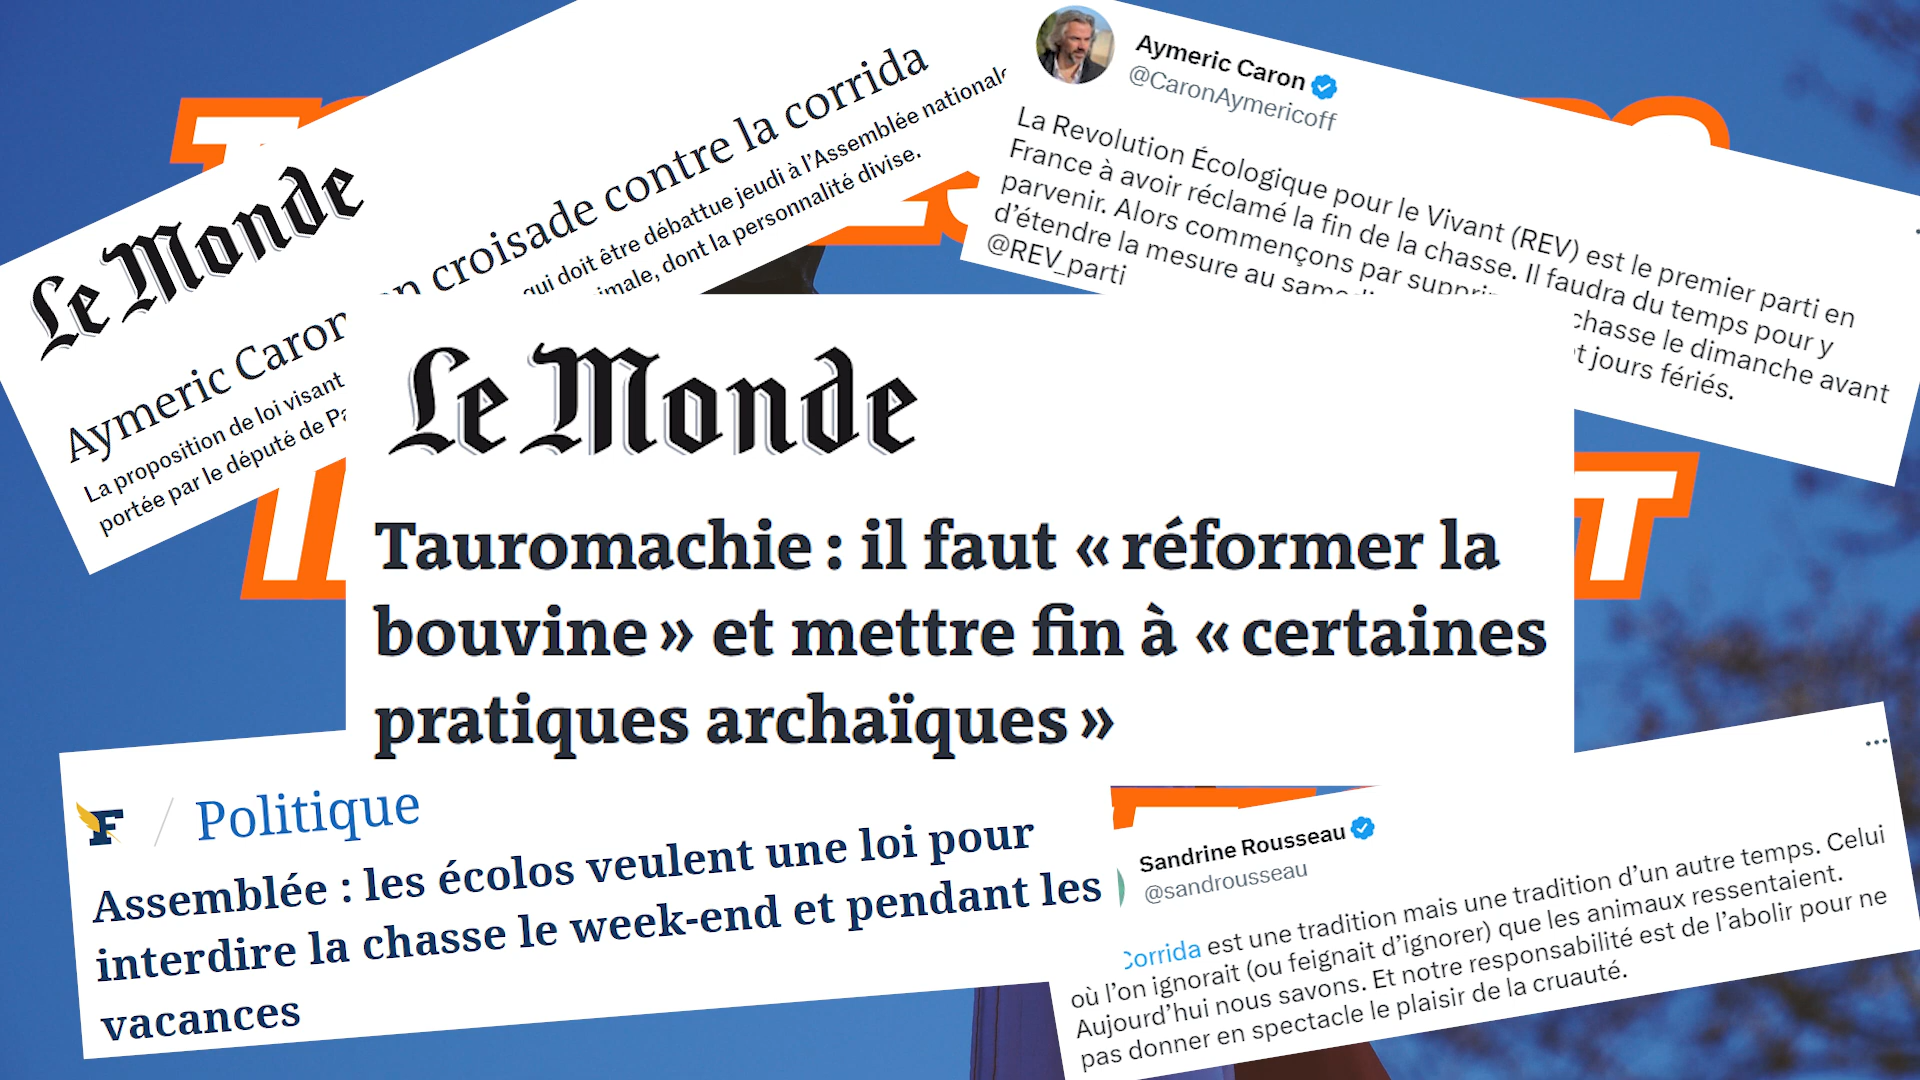 Le Monde
Aymeric Caron en croisade contre la corrida
La proposition de loi visant qui doit être débattue jeudi à l'Assemblée nationale
portée par le député de imale, dont la personnalité divise.
Aymeric Caron
@CaronAymericoff
La Revolution Écologique pour le Vivant (REV) est le premier parti en
France à avoir réclamé la fin de la chasse. Il faudra du temps pour y
parvenir. Alors commençons par chasse le dimanche avant
d'étendre la mesure au t jours fériés.
@REV_parti
Le Monde
Tauromachie : il faut « réformer la
bouvine » et mettre fin à « certaines
pratiques archaïques »
F / Politique
Assemblée : les écolos veulent une loi pour
interdire la chasse le week-end et pendant les
vacances
Sandrine Rousseau
@sandrousseau
Corrida est une tradition mais une tradition d'un autre temps. Celui
où l'on ignorait (ou feignait d'ignorer) que les animaux ressentaient.
Aujourd'hui nous savons. Et notre responsabilité est de l'abolir pour ne
pas donner en spectacle le plaisir de la cruauté.